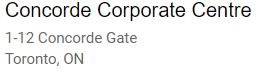 Concorde Corporate Centre
1-12 Concorde Gate
Toronto, ON